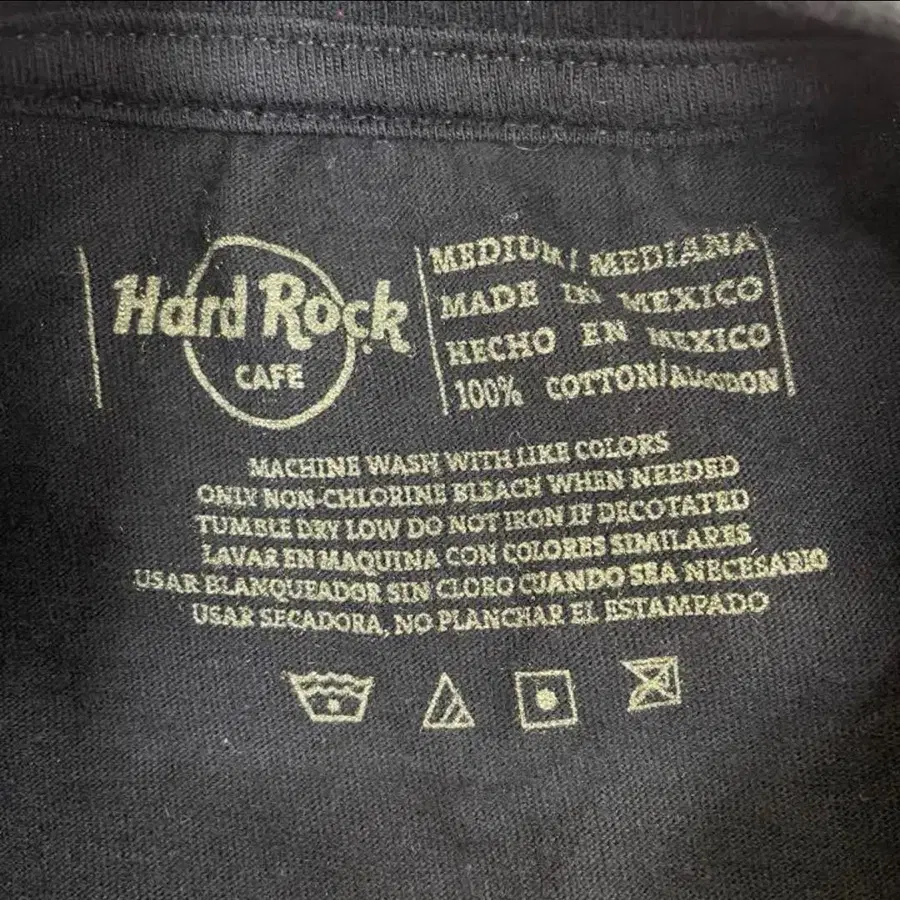 Hard Rock
CAFE
MEDIUM/ MEDIANA
MADE IN MEXICO
HECHO EN MEXICO
100% COTTON/ALGODON
MACHINE WASH WITH LIKE COLORS
ONLY NON-CHLORINE BLEACH WHEN NEEDED
TUMBLE DRY LOW DO NOT IRON IF DECOTATED
LAVAR EN MAQUINA CON COLORES SIMILARES
USAR BLANQUEADOR SIN CLORO CUANDO SEA NECESARIO
USAR SECADORA, NO PLANCHAR EL ESTAMPADO